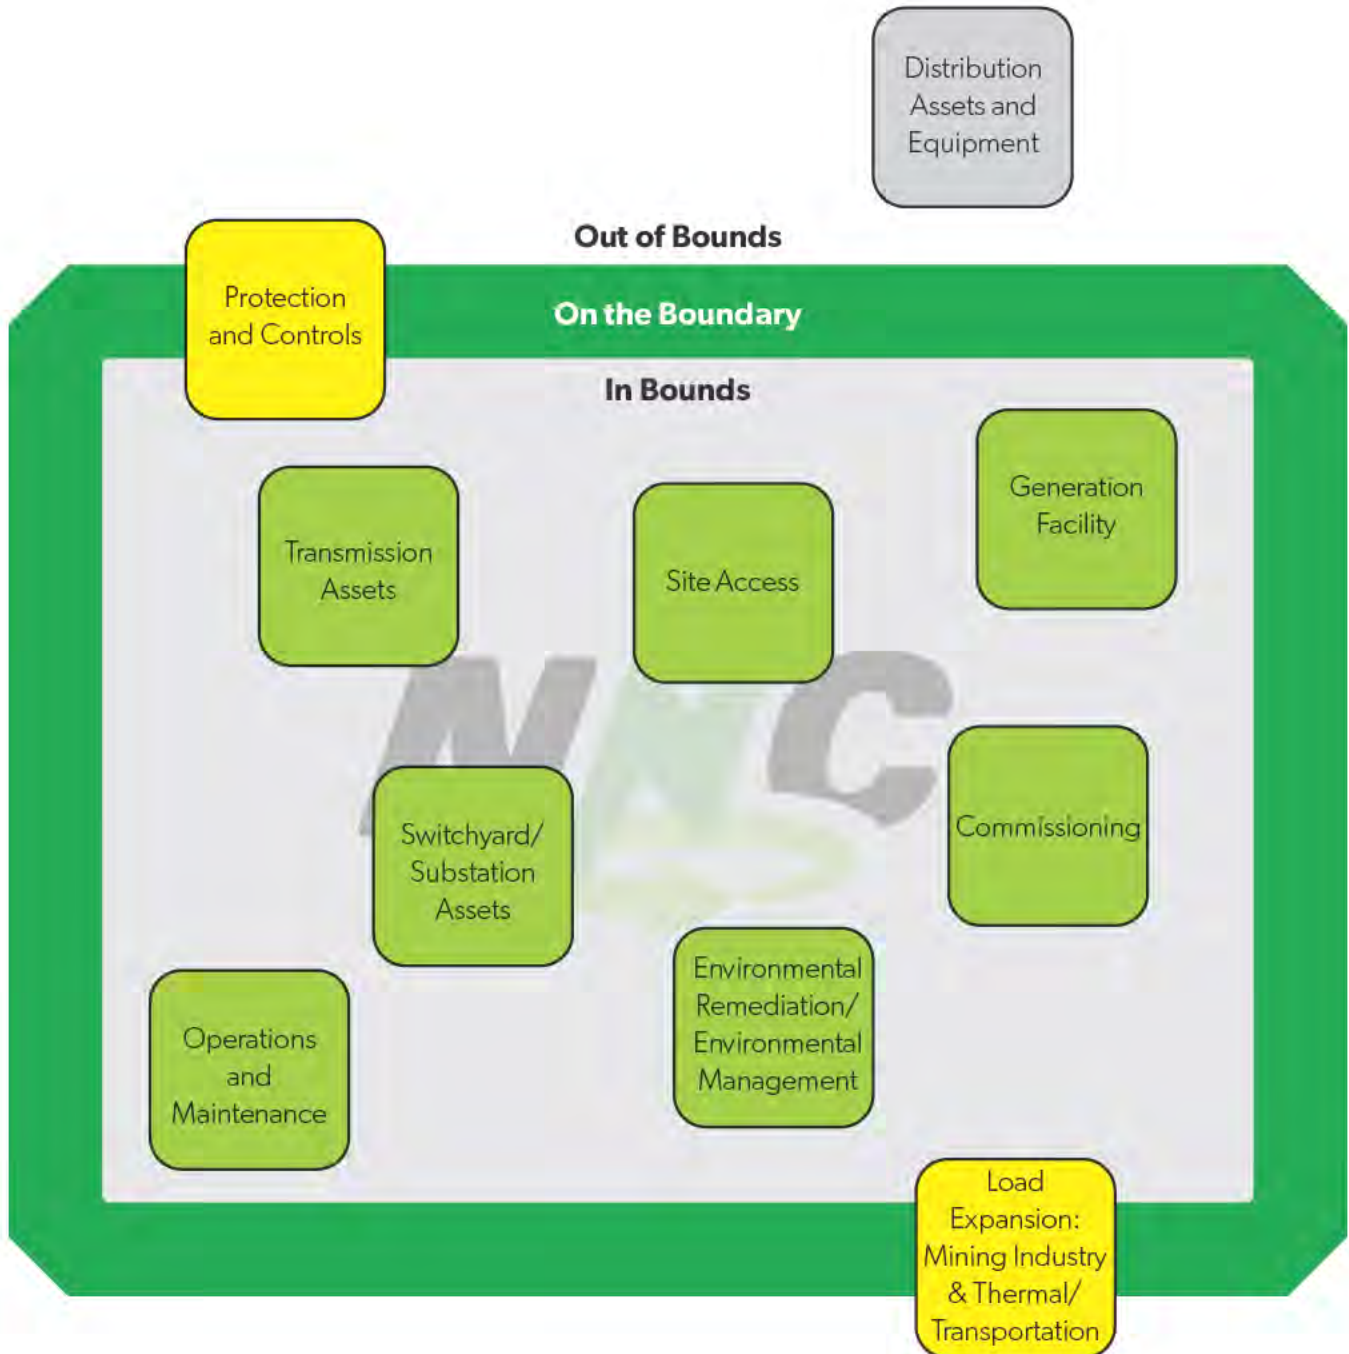 Distribution
Assets and
Equipment
Out of Bounds
Protection
and Controls
On the Boundary
In Bounds
Generation
Facility
Transmission
Assets
Site Access
Commissioning
Switchyard/
Substation
Assets
Environmental
Remediation/
Environmental
Management
Operations
and
Maintenance
Load
Expansion:
Mining Industry
& Thermal/
Transportation